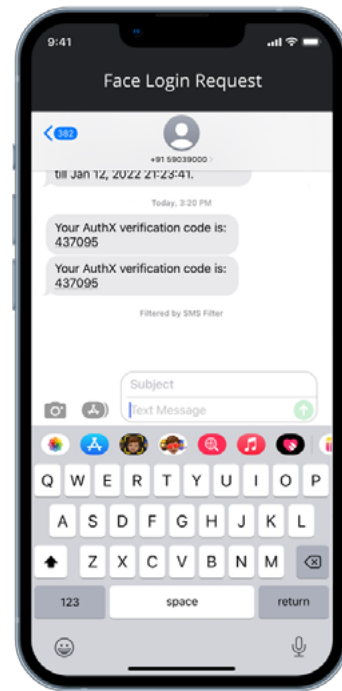 9:41
Face Login Request
382
+91 59039000
till Jan 12, 2022 21:23:41.
Today, 3:20 PM
Your AuthX verification code is:
437095
Your AuthX verification code is:
437095
Filtered by SMS Filter
Subject
Text Message
Q W E R T Y U I O P
A S D F G H J K L
Z X C V B N M
123 space return